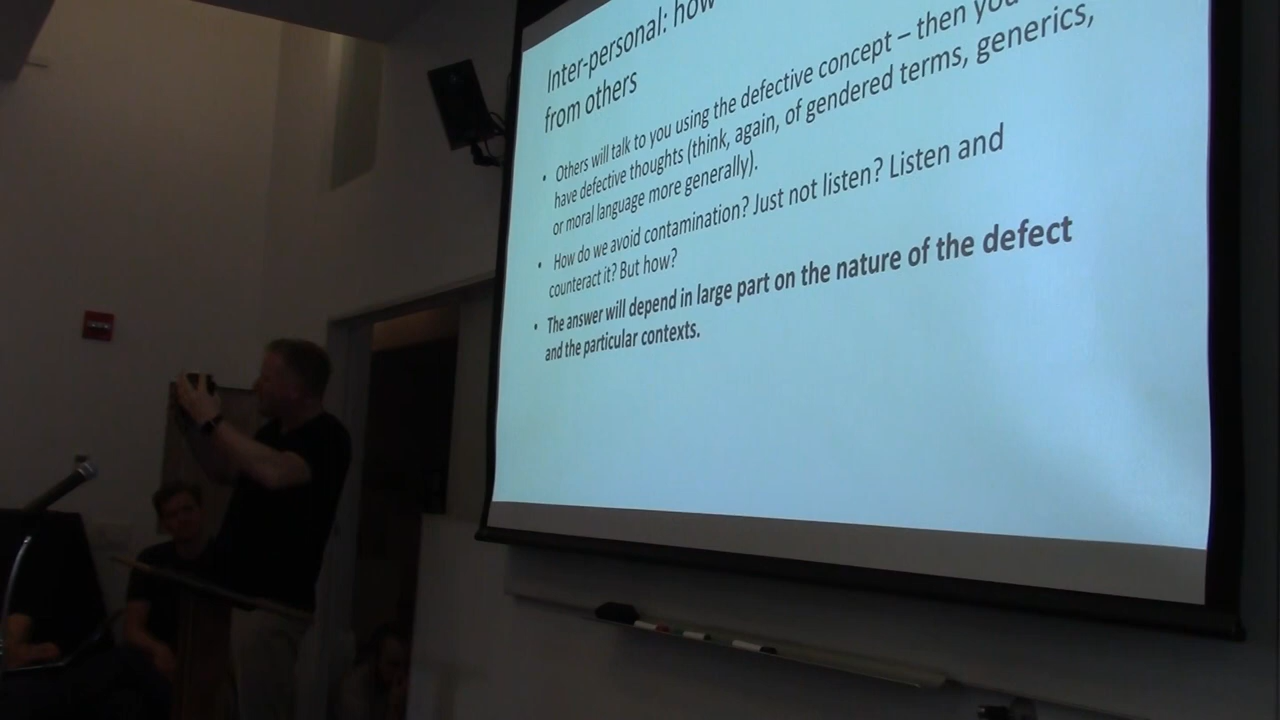 Inter-personal: how
from others
• Others will talk to you using the defective concept – then you
have defective thoughts (think, again, of gendered terms, generics,
or moral language more generally).
• How do we avoid contamination? Just not listen? Listen and
counteract it? But how?
• The answer will depend in large part on the nature of the defect
and the particular contexts.